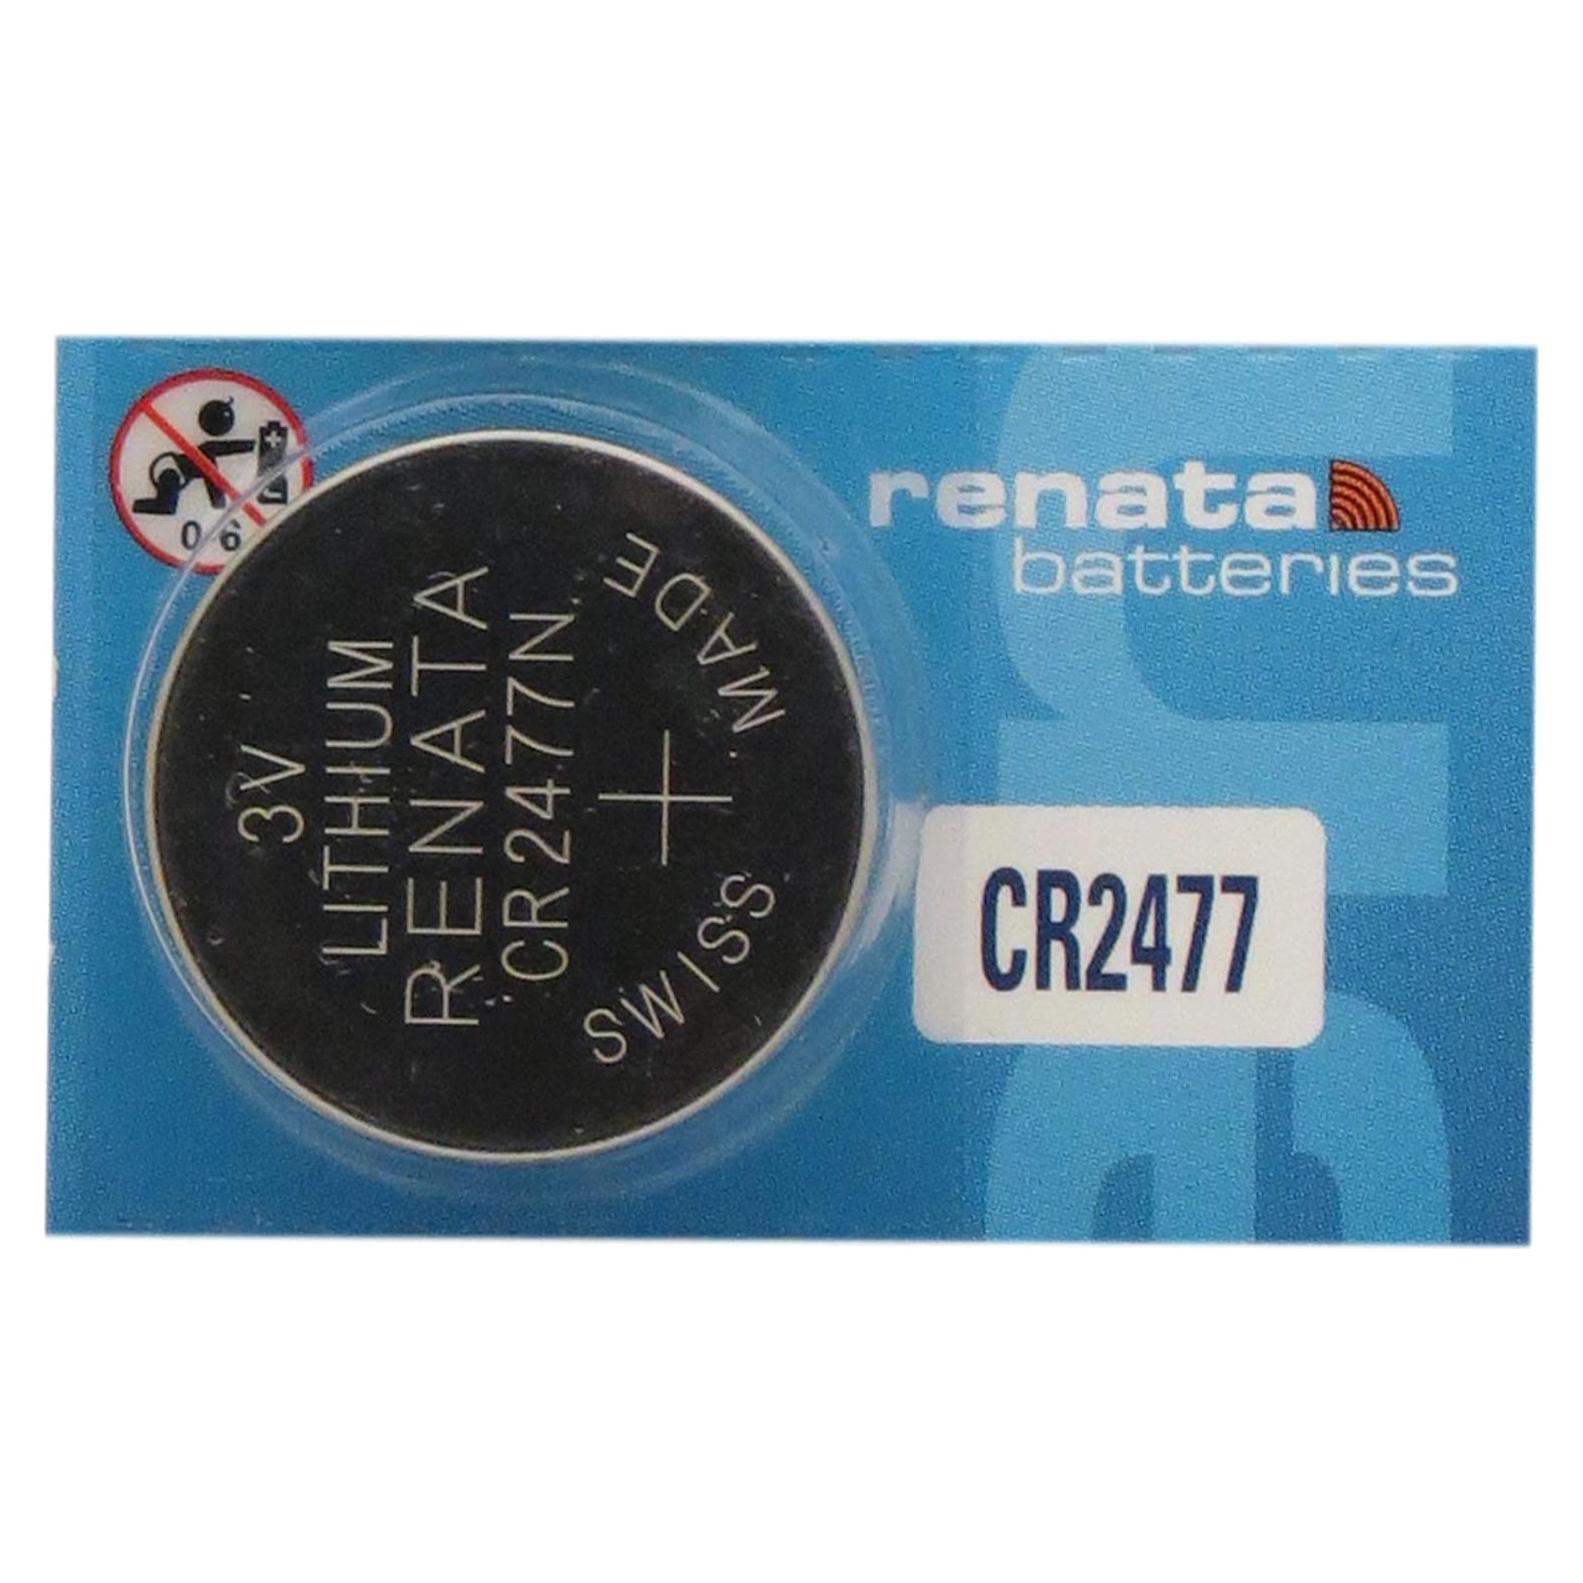 0 6
3V
LITHIUM
RENATA
CR2477N
SWISS MADE
+
renata
batteries
CR2477